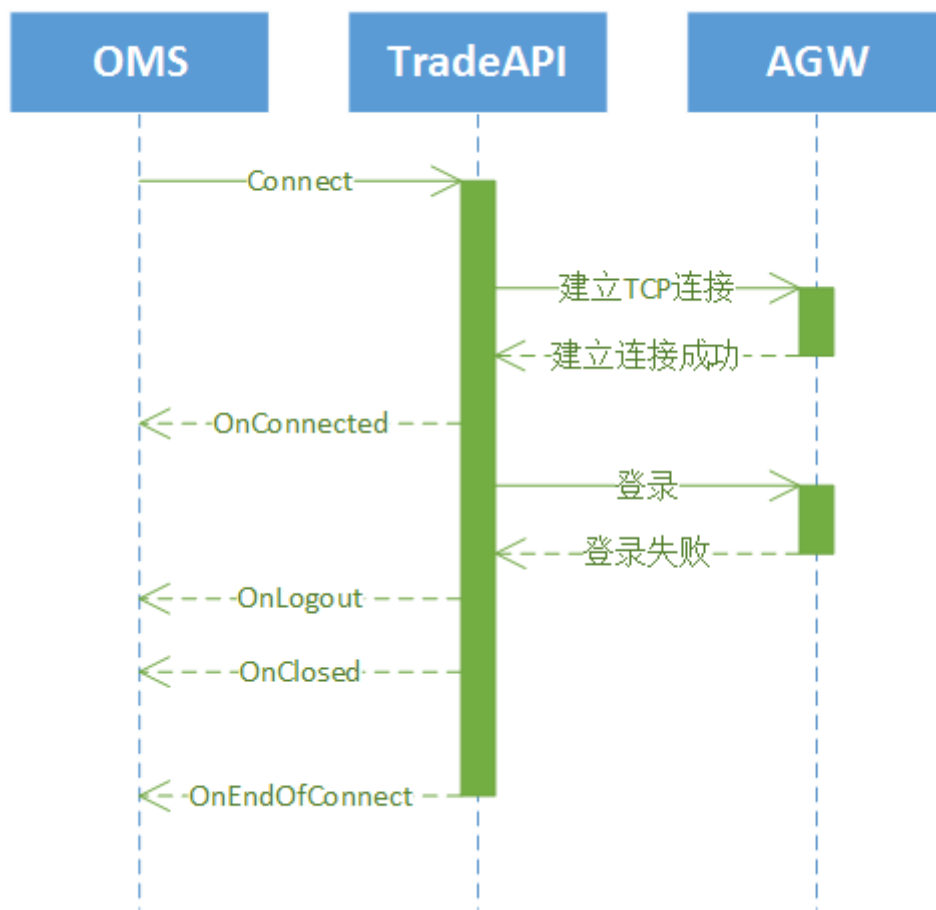 OMS
TradeAPI
AGW
Connect
建立TCP连接
建立连接成功
OnConnected
登录
登录失败
OnLogout
OnClosed
OnEndOfConnect